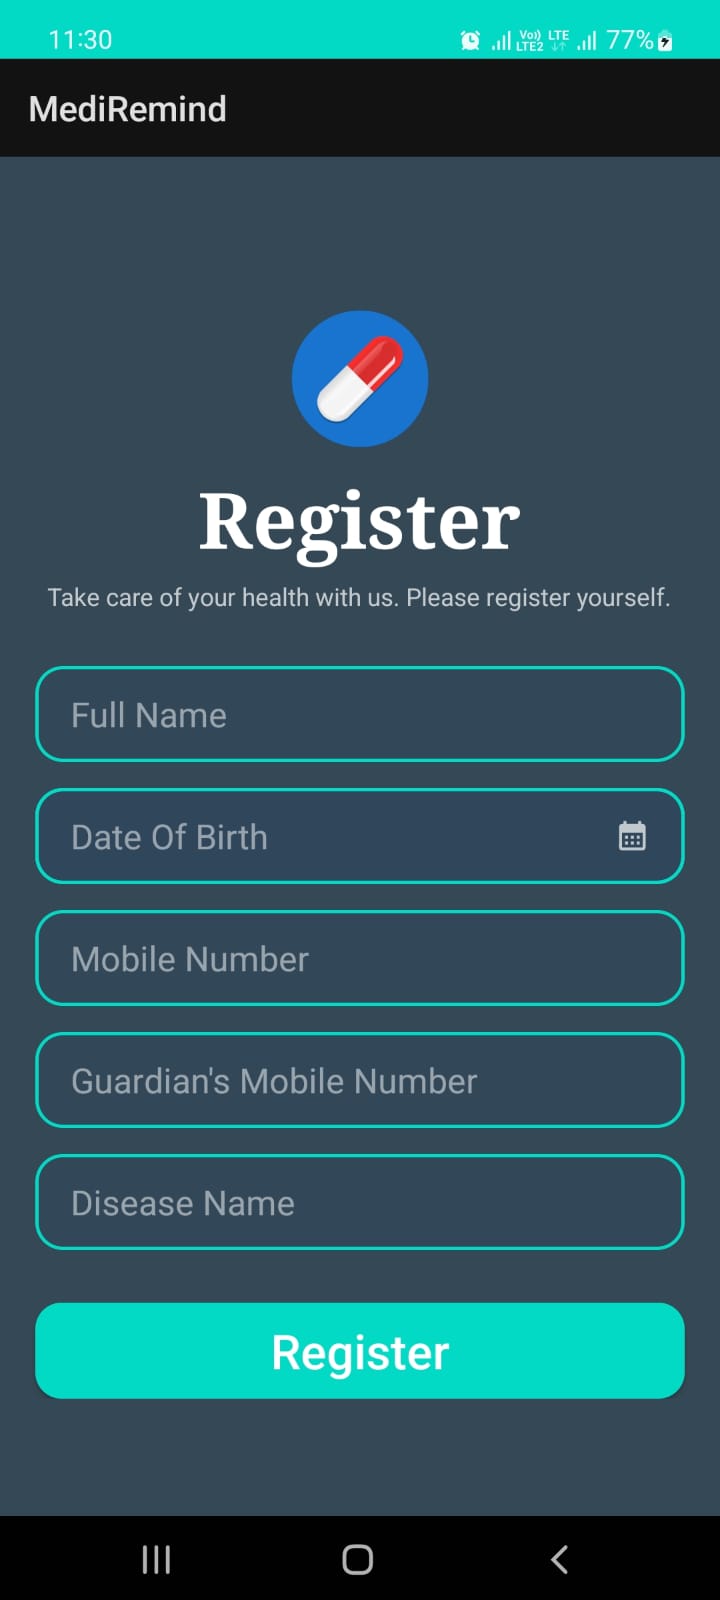 11:30 Vo) LTE LTE2 77%
MediRemind
Register
Take care of your health with us. Please register yourself.
Full Name
Date Of Birth
Mobile Number
Guardian's Mobile Number
Disease Name
Register